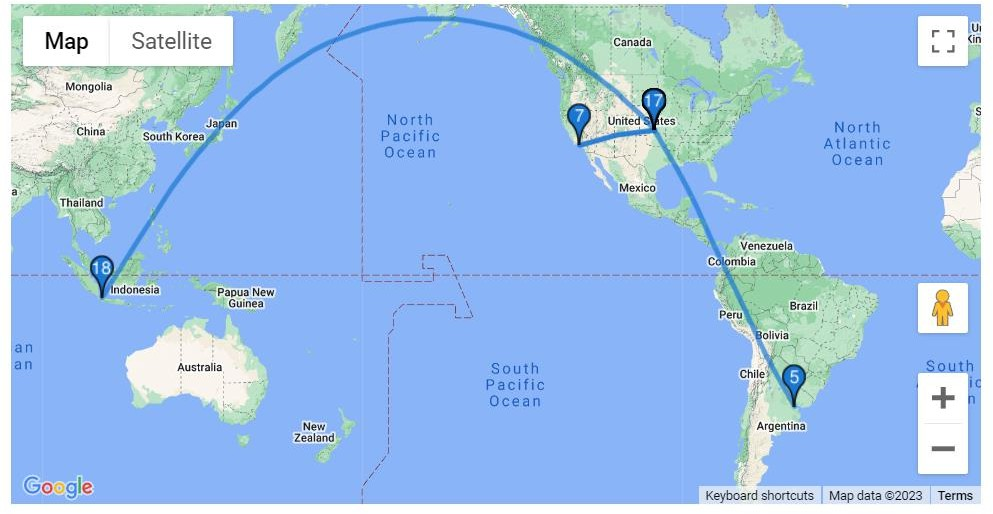 Map
Satellite
Canada
Mongolia
7
17
United States
China
South Korea
Japan
North
Pacific
Ocean
North
Atlantic
Ocean
Thailand
Mexico
Venezuela
Colombia
18
Indonesia
Papua New
Guinea
Brazil
Peru
Bolivia
an
an
Australia
South
Pacific
Ocean
Chile
5
South
New
Zealand
Argentina
Google
Keyboard shortcuts
Map data ©2023
Terms